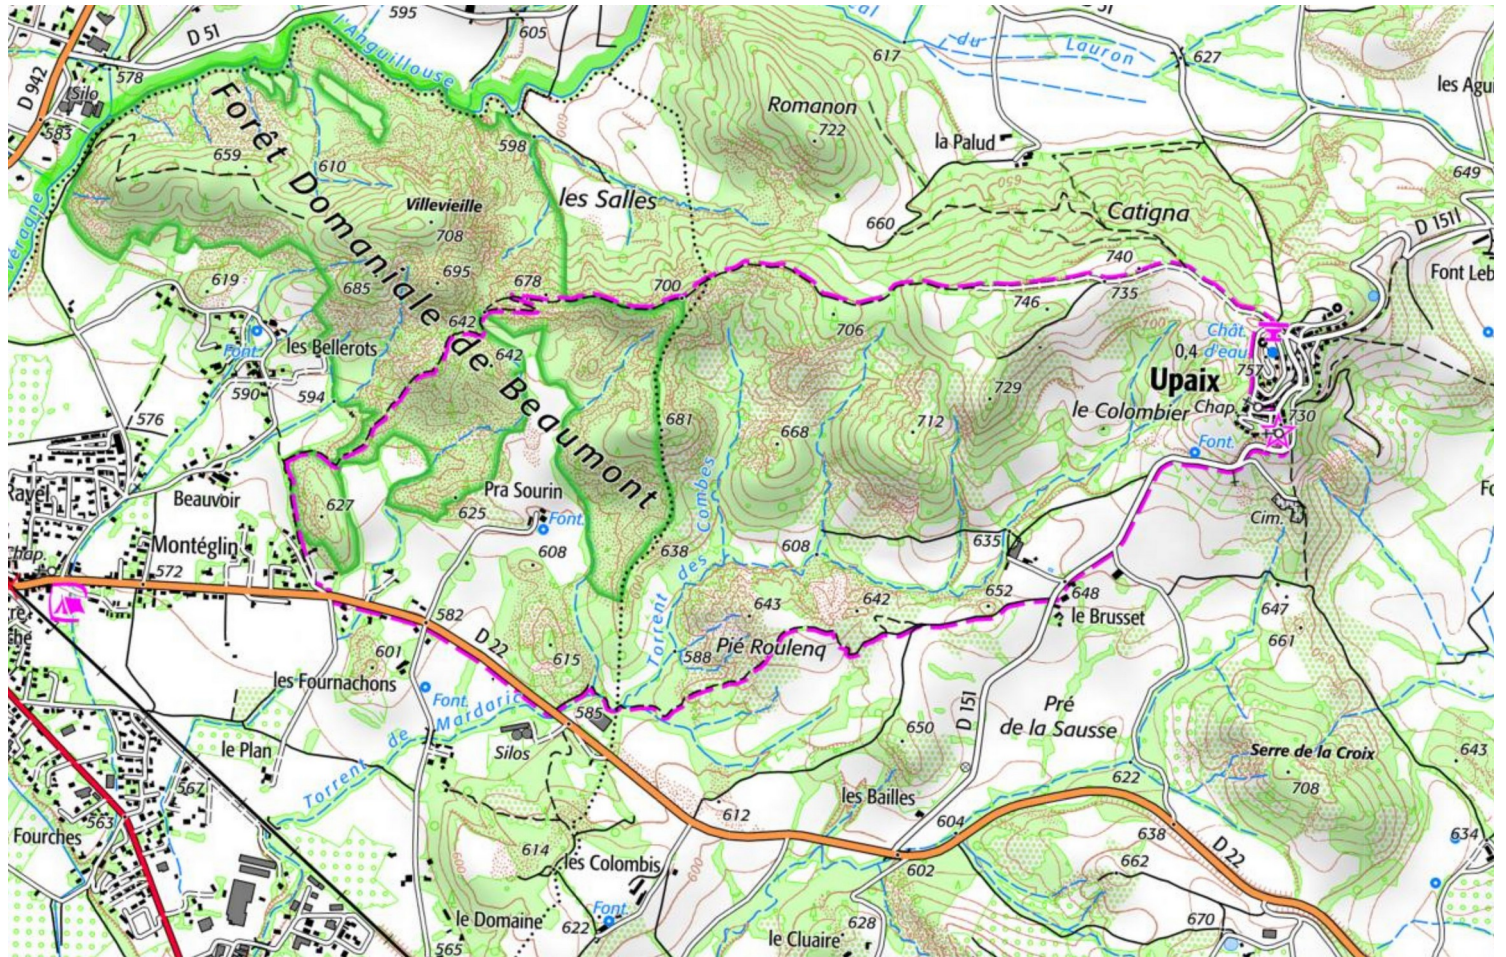 595
D 51
l'Anguillouse
605
617
du
Lauron
51
627
D 942
578
Silo
583
Forêt Domaniale de Beaumont
659
610
598
Romanon
722
la Palud
les Agui
649
Villevieille
708
les Salles
650
660
Catigna
D 1511
Véragne
619
685
695
678
700
740
735
746
Font Leb
642
706
Chât.
d'eau
0,4
757
Font.
les Bellerots
642
Upaix
590
594
729
le Colombier
Chap.
730
576
681
668
712
Font.
Ravel
Beauvoir
627
Pra Sourin
625
Font.
608
Torrent des Combes
Cim.
Chap.
Montéglin
572
638
608
635
582
643
642
652
648
le Brusset
647
661
D 22
Pié Roulenq
588
601
615
les Fournachons
Font.
Torrent de Mardaric
585
Silos
650
D 151
Pré
de la Sausse
Serre de la Croix
708
643
le Plan
567
563
Fourches
612
les Bailles
604
622
638
634
614
les Colombis
600
602
D 22
662
le Domaine
565
622
Font.
le Cluaire
628
670